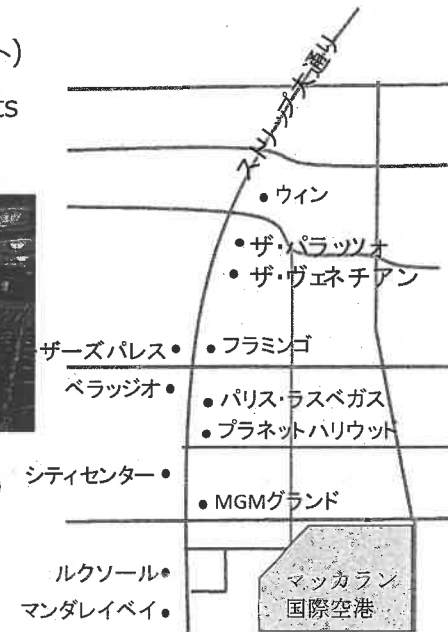 ト)
ts
ストリップ大通り
ウィン
ザ・パラッツォ
ザ・ヴェネチアン
ザーズパレス
フラミンゴ
ベラッジオ
パリス・ラスベガス
プラネットハリウッド
シティセンター
MGMグランド
ルクソール
マンダレイベイ
マッカラン
国際空港